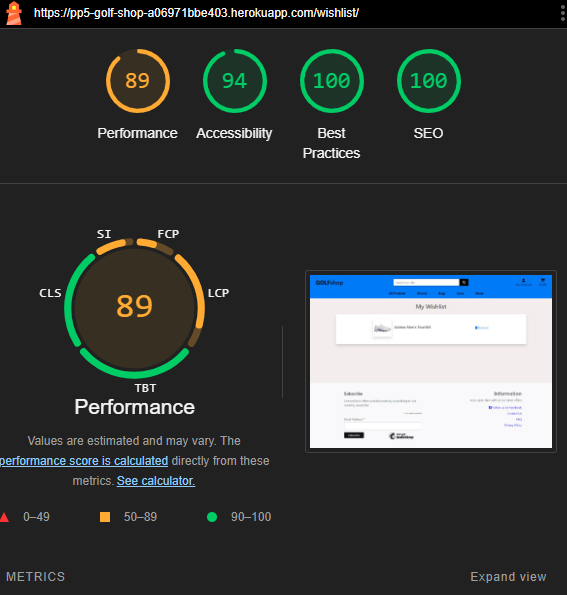 https://pp5-golf-shop-a06971bbe403.herokuapp.com/wishlist/
89 94 100 100
Performance Accessibility Best Practices SEO
SI FCP
CLS LCP
89
TBT
Performance
Values are estimated and may vary. The
performance score is calculated directly from these
metrics. See calculator.
0–49 50–89 90–100
GOLFshop
My Wishlist
Subscribe
Information
METRICS Expand view